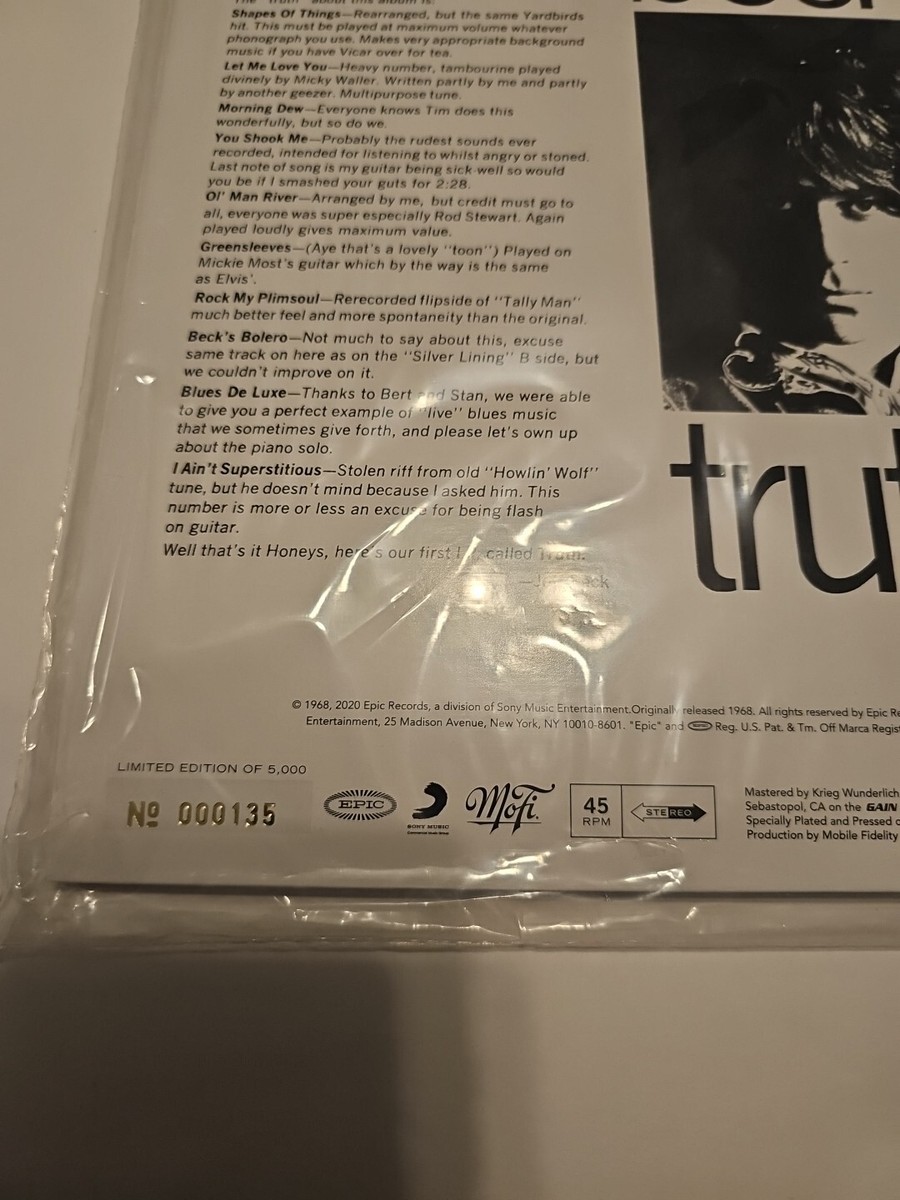 The "truth" about this album is:
Shapes Of Things—Rearranged, but the same Yardbirds
hit. This must be played at maximum volume whatever
phonograph you use. Makes very appropriate background
music if you have Vicar over for tea.
Let Me Love You—Heavy number, tambourine played
divinely by Micky Waller. Written partly by me and partly
by another geezer. Multipurpose tune.
Morning Dew—Everyone knows Tim does this
wonderfully, but so do we.
You Shook Me—Probably the rudest sounds ever
recorded, intended for listening to whilst angry or stoned.
Last note of song is my guitar being sick-well so would
you be if I smashed your guts for 2:28.
Ol' Man River—Arranged by me, but credit must go to
all, everyone was super especially Rod Stewart. Again
played loudly gives maximum value.
Greensleeves—(Aye that's a lovely "toon") Played on
Mickie Most's guitar which by the way is the same
as Elvis'.
Rock My Plimsoul—Rerecorded flipside of "Tally Man"
much better feel and more spontaneity than the original.
Beck's Bolero—Not much to say about this, excuse
same track on here as on the "Silver Lining" B side, but
we couldn't improve on it.
Blues De Luxe—Thanks to Bert and Stan, we were able
to give you a perfect example of "live" blues music
that we sometimes give forth, and please let's own up
about the piano solo.
I Ain't Superstitious—Stolen riff from old "Howlin' Wolf"
tune, but he doesn't mind because I asked him. This
number is more or less an excuse for being flash
on guitar.
Well that's it Honeys, here's our first called Truth.
tru
© 1968, 2020 Epic Records, a division of Sony Music Entertainment.Originally released 1968. All rights reserved by Epic Re
Entertainment, 25 Madison Avenue, New York, NY 10010-8601. "Epic" and Reg. U.S. Pat. & Tm. Off Marca Regis
LIMITED EDITION OF 5,000
Nº 000135
EPIC
SONY MUSIC
MoFi.
45
RPM
STEREO
Mastered by Krieg Wunderlich
Sebastopol, CA on the GAIN
Specially Plated and Pressed o
Production by Mobile Fidelity